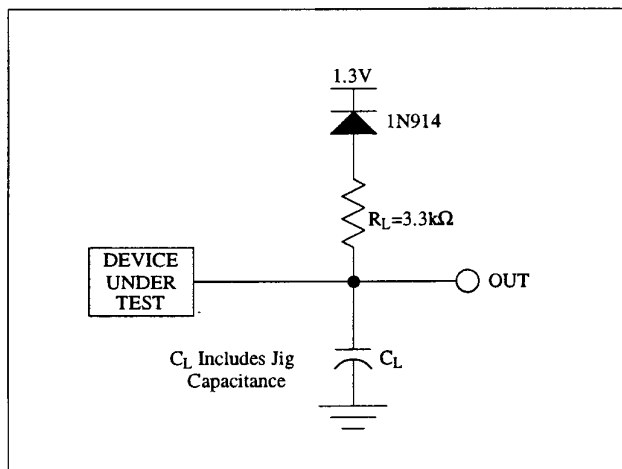 1.3V
1N914
R_L=3.3kΩ
DEVICE
UNDER
TEST
OUT
C_L Includes Jig
Capacitance
C_L